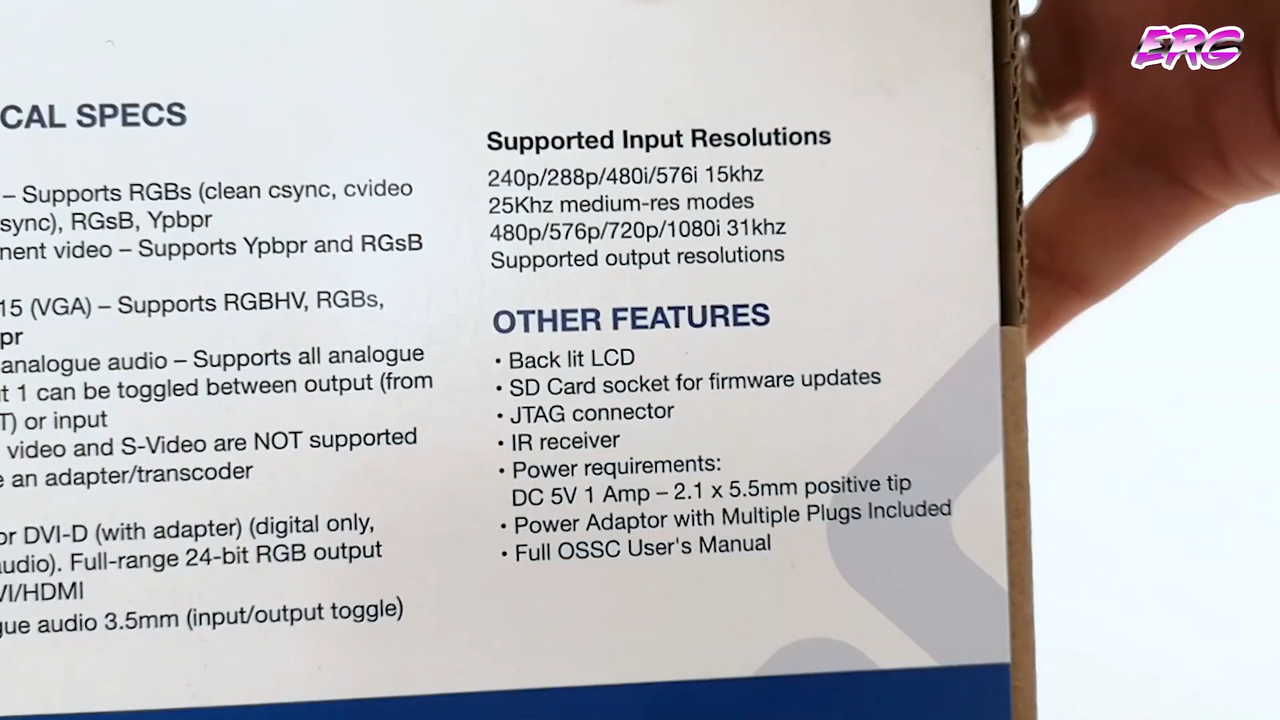 ERG
CAL SPECS
– Supports RGBs (clean csync, cvideo
sync), RGsB, Ypbpr
nent video – Supports Ypbpr and RGsB
15 (VGA) – Supports RGBHV, RGBs,
pr
analogue audio – Supports all analogue
t 1 can be toggled between output (from
T) or input
video and S-Video are NOT supported
e an adapter/transcoder
or DVI-D (with adapter) (digital only,
audio). Full-range 24-bit RGB output
VI/HDMI
gue audio 3.5mm (input/output toggle)
Supported Input Resolutions
240p/288p/480i/576i 15khz
25Khz medium-res modes
480p/576p/720p/1080i 31khz
Supported output resolutions
OTHER FEATURES
• Back lit LCD
• SD Card socket for firmware updates
• JTAG connector
• IR receiver
• Power requirements:
DC 5V 1 Amp – 2.1 x 5.5mm positive tip
• Power Adaptor with Multiple Plugs Included
• Full OSSC User's Manual